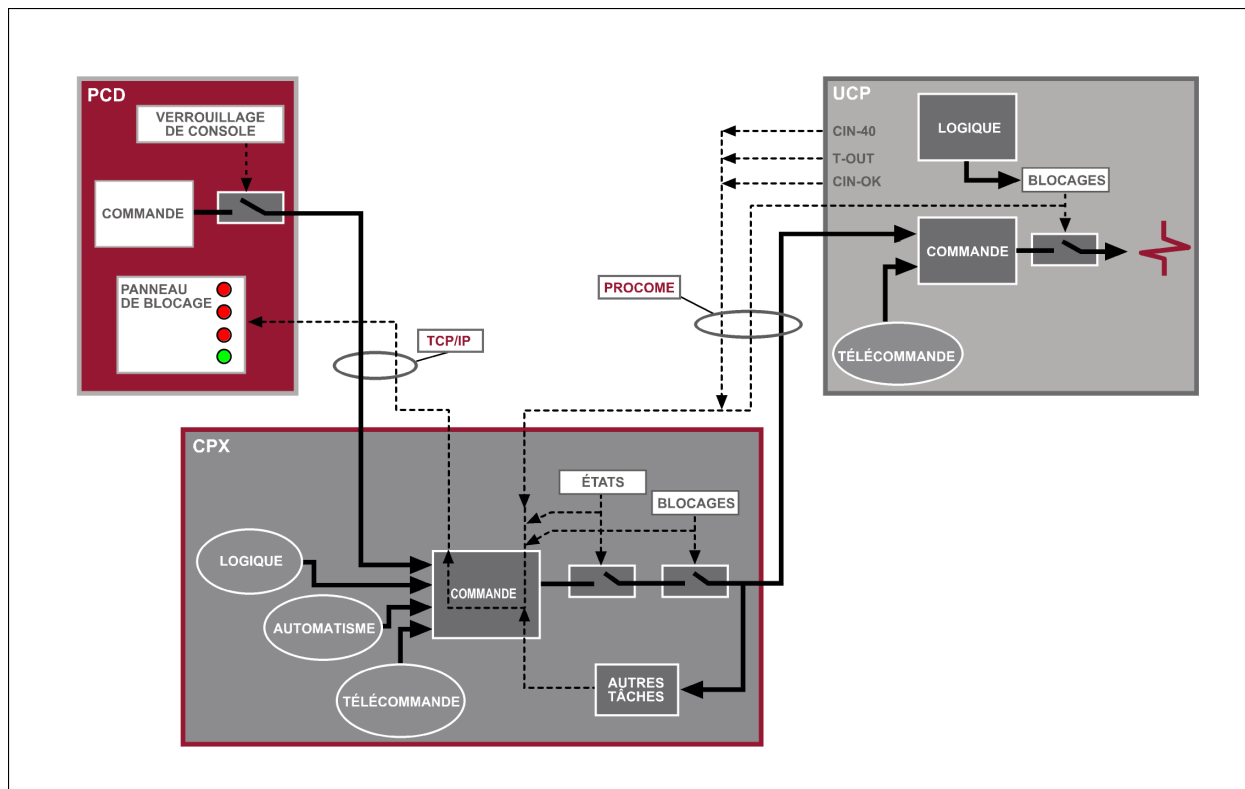 PCD
VERROUILLAGE
DE CONSOLE
COMMANDE
PANNEAU
DE BLOCAGE
TCP/IP
PROCOME
UCP
CIN-40
T-OUT
CIN-OK
LOGIQUE
BLOCAGES
COMMANDE
TÉLÉCOMMANDE
CPX
ÉTATS
BLOCAGES
LOGIQUE
AUTOMATISME
TÉLÉCOMMANDE
COMMANDE
AUTRES
TÂCHES